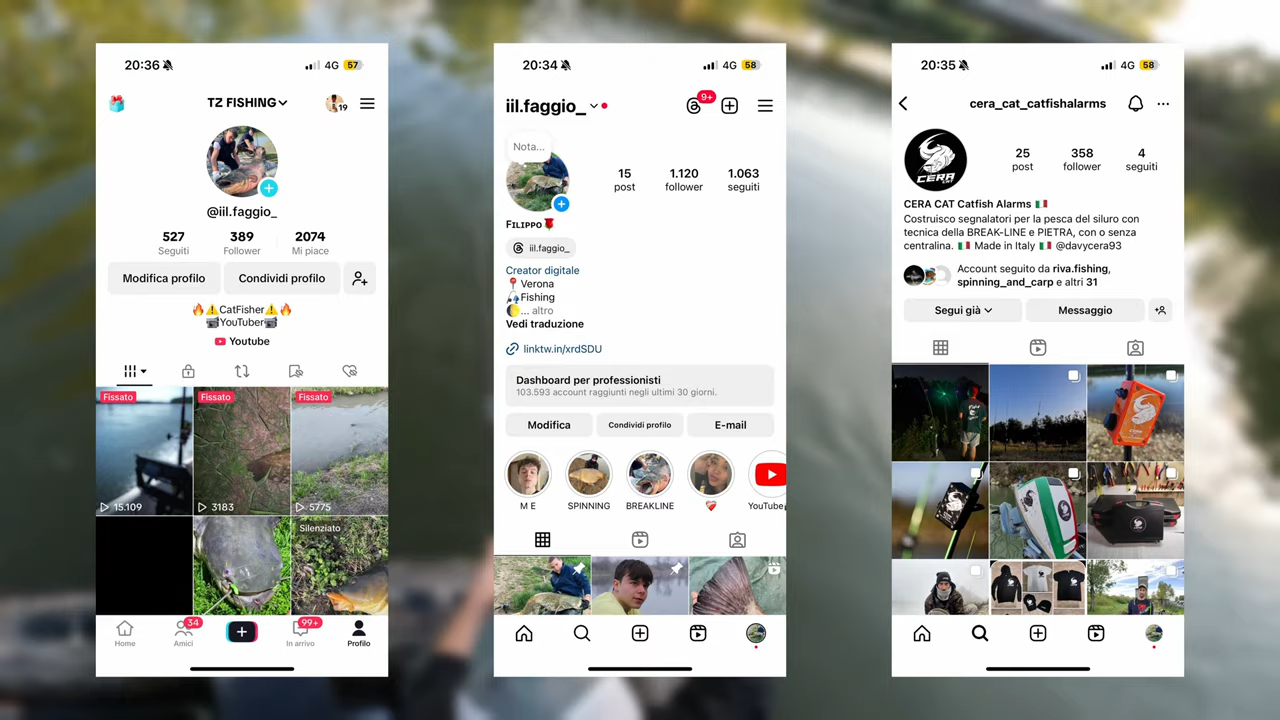 20:36
4G 57
TZ FISHING
19
@iil.faggio_
527 389 2074
Seguiti Follower Mi piace
Modifica profilo Condividi profilo
🔥⚠️CatFisher⚠️🔥
📹YouTuber📹
Youtube
Fissato Fissato Fissato
15.109 3183 5775
Silenziato
34 99+
Home Amici In arrivo Profilo
20:34
4G 58
iil.faggio_
9+
Nota...
15 1.120 1.063
post follower seguiti
Filippo🌹
iil.faggio_
Creator digitale
📍Verona
🎣Fishing
🌔... altro
Vedi traduzione
linktw.in/xrdSDU
Dashboard per professionisti
103.593 account raggiunti negli ultimi 30 giorni.
Modifica Condividi profilo E-mail
M E SPINNING BREAKLINE ❤️‍🩹 YouTube
20:35
4G 58
cera_cat_catfishalarms
CERA
CAT
25 358 4
post follower seguiti
CERA CAT Catfish Alarms 🇮🇹
Costruisco segnalatori per la pesca del siluro con
tecnica della BREAK-LINE e PIETRA, con o senza
centralina. 🇮🇹 Made in Italy 🇮🇹 @davycera93
Account seguito da riva.fishing,
spinning_and_carp e altri 31
Segui già Messaggio